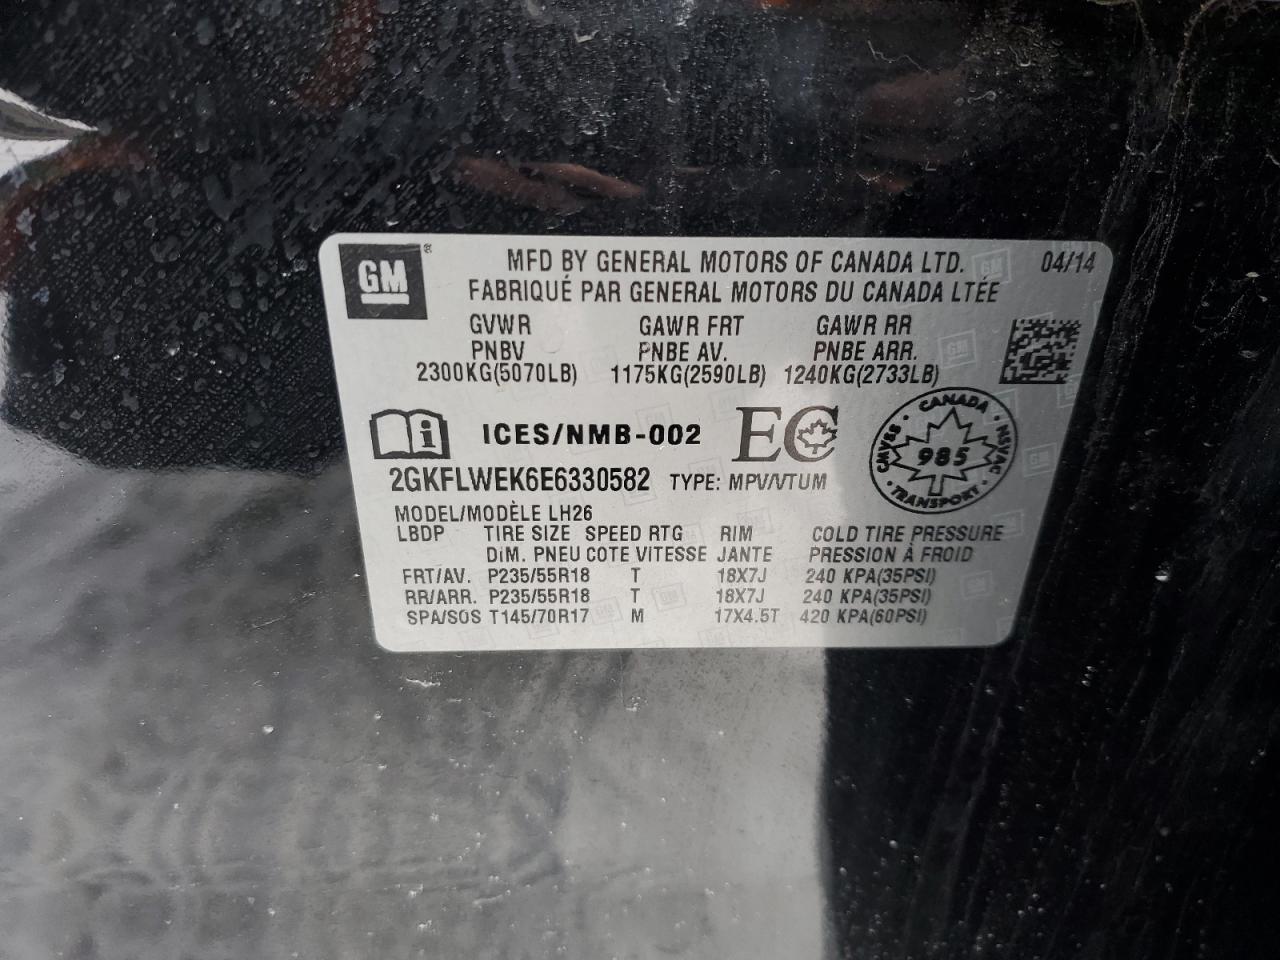 GM ® MFD BY GENERAL MOTORS OF CANADA LTD. 04/14
FABRIQUÉ PAR GENERAL MOTORS DU CANADA LTÉE
GVWR GAWR FRT GAWR RR
PNBV PNBE AV. PNBE ARR.
2300KG(5070LB) 1175KG(2590LB) 1240KG(2733LB)
i ICES/NMB-002 EC
CANADA
CMVSS 985 NSVAC
TRANSPORT
2GKFLWEK6E6330582 TYPE: MPV/VTUM
MODEL/MODÈLE LH26
LBDP TIRE SIZE SPEED RTG RIM COLD TIRE PRESSURE
DIM. PNEU COTE VITESSE JANTE PRESSION À FROID
FRT/AV. P235/55R18 T 18X7J 240 KPA(35PSI)
RR/ARR. P235/55R18 T 18X7J 240 KPA(35PSI)
SPA/SOS T145/70R17 M 17X4.5T 420 KPA(60PSI)